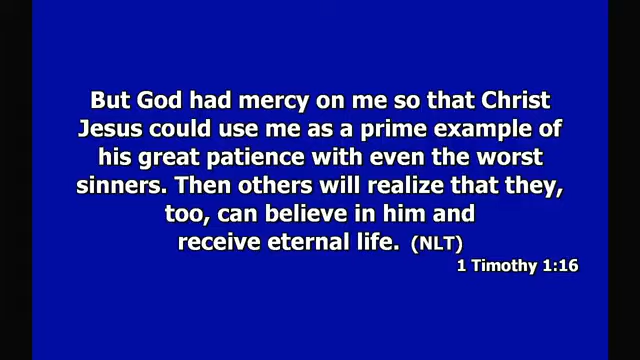 But God had mercy on me so that Christ
Jesus could use me as a prime example of
his great patience with even the worst
sinners. Then others will realize that they,
too, can believe in him and
receive eternal life. (NLT)
1 Timothy 1:16